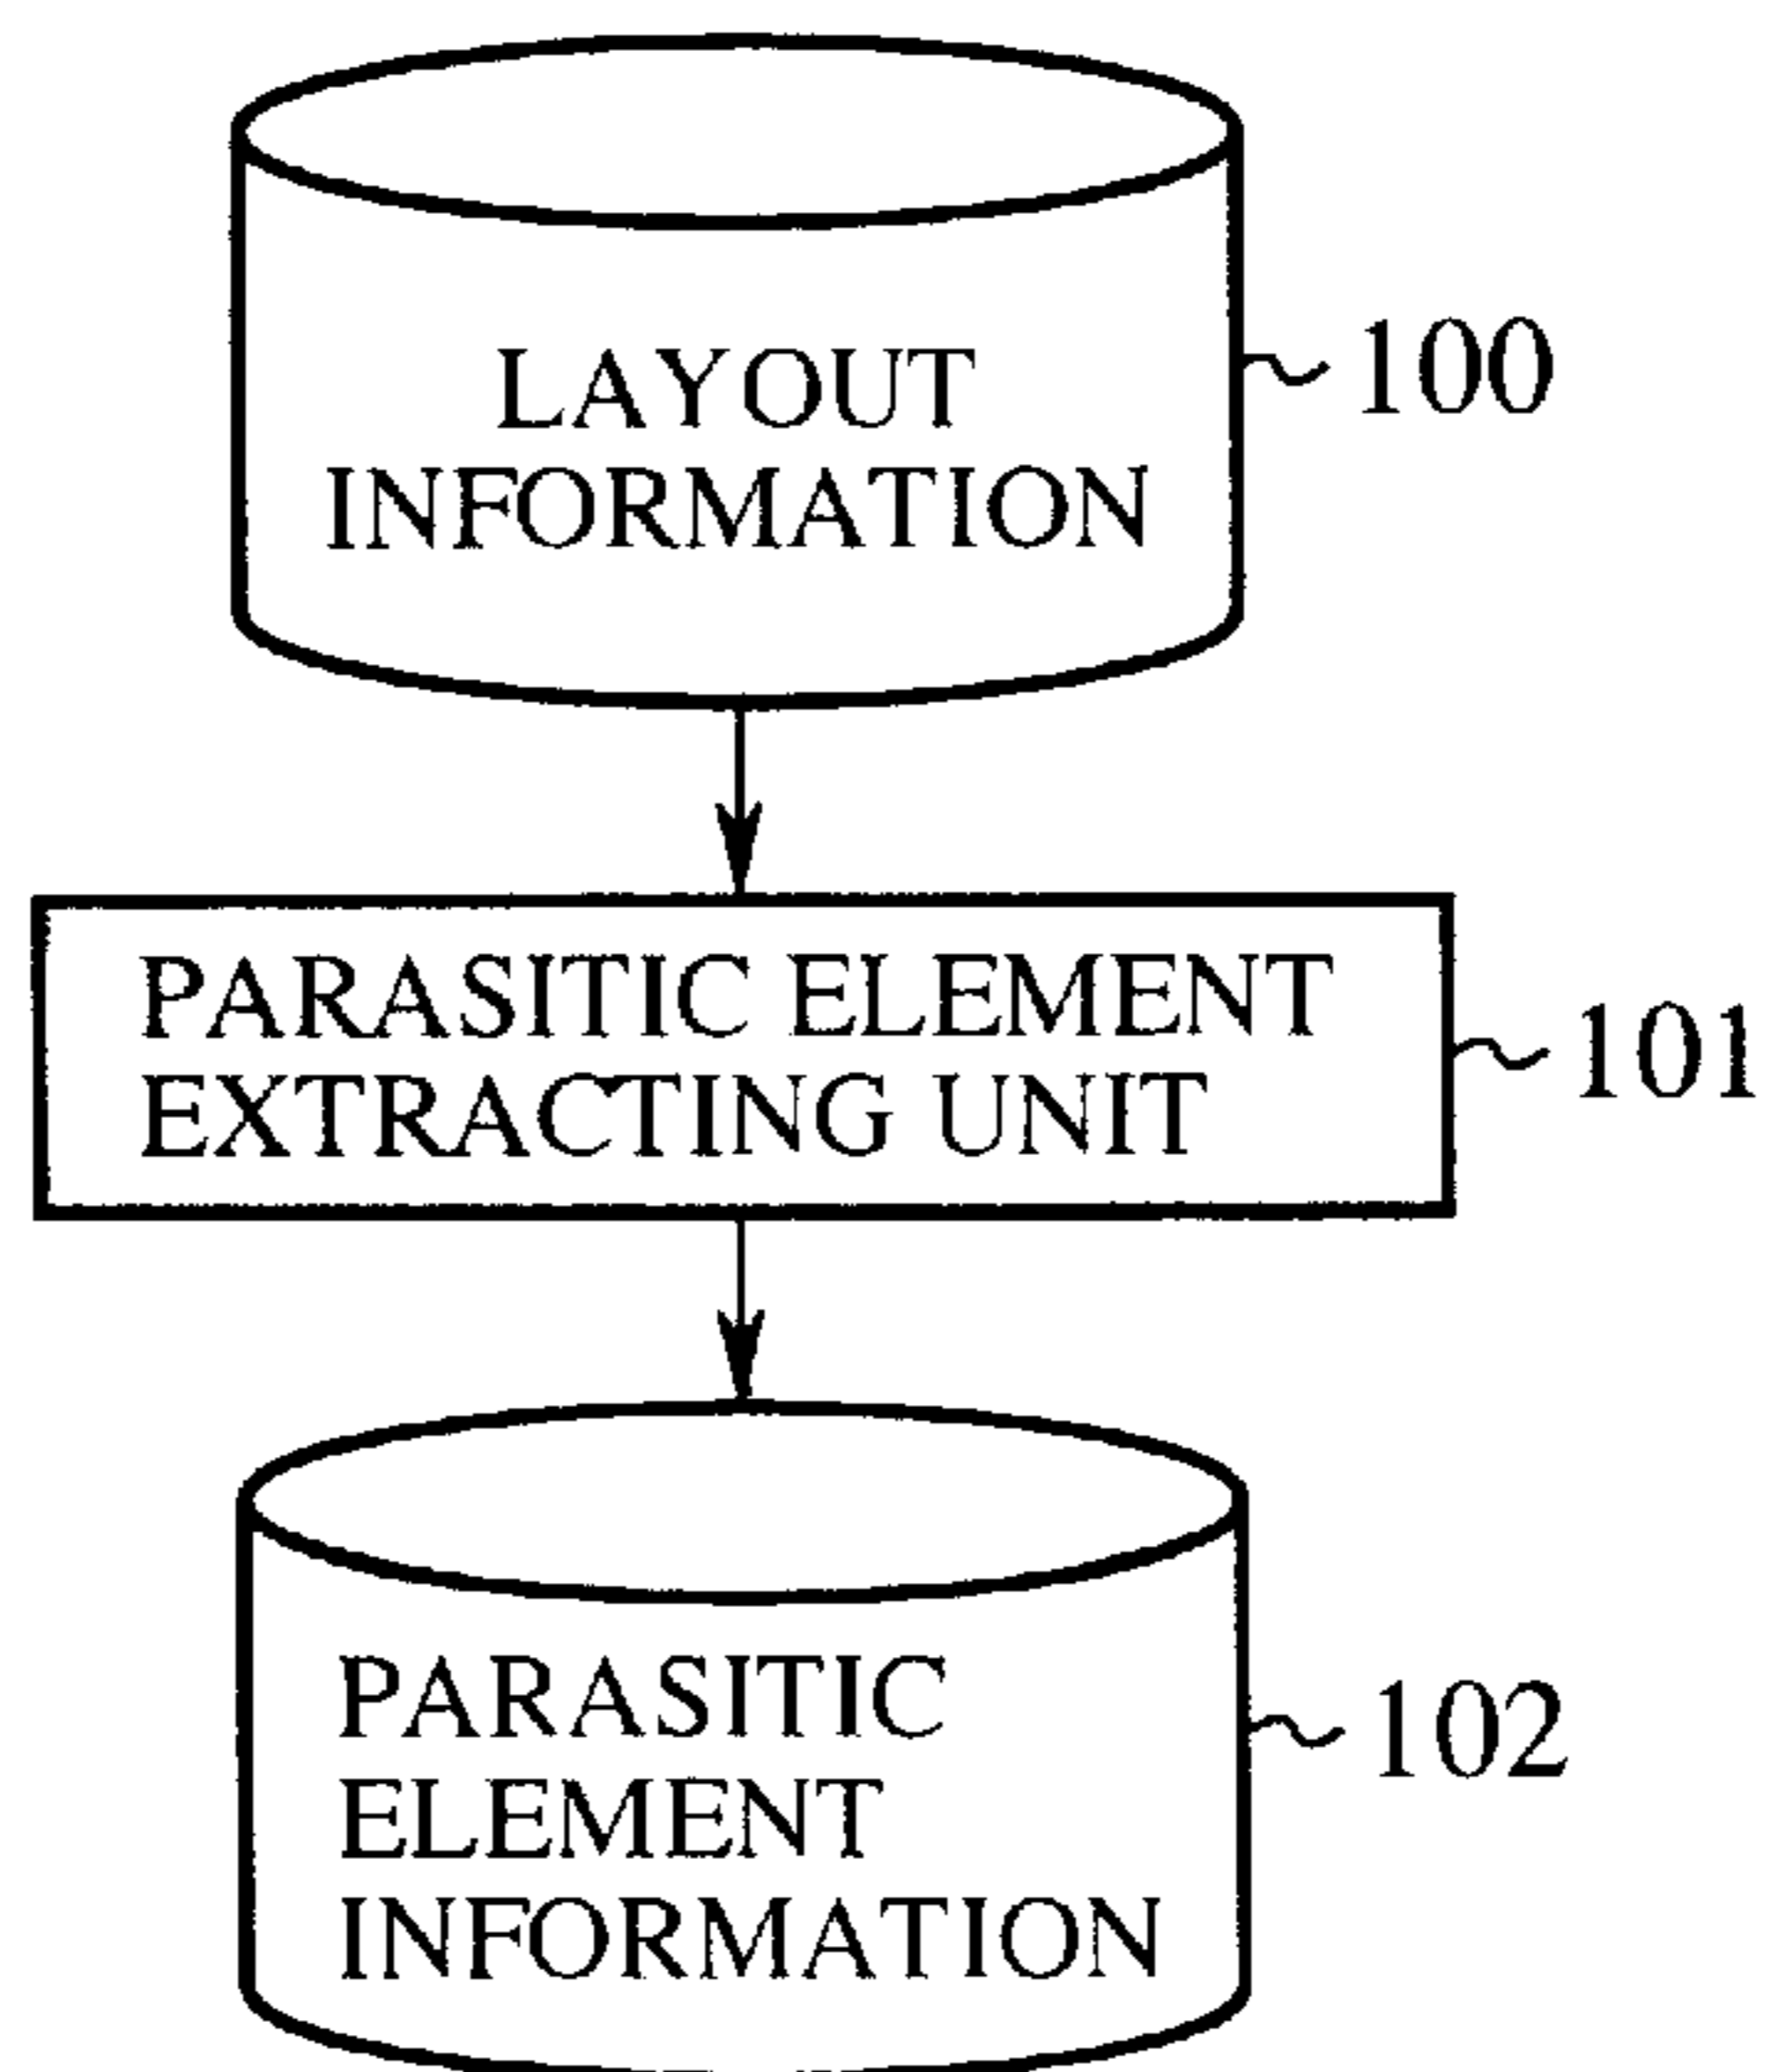 LAYOUT
INFORMATION
100
PARASITIC ELEMENT
EXTRACTING UNIT
101
PARASITIC
ELEMENT
INFORMATION
102